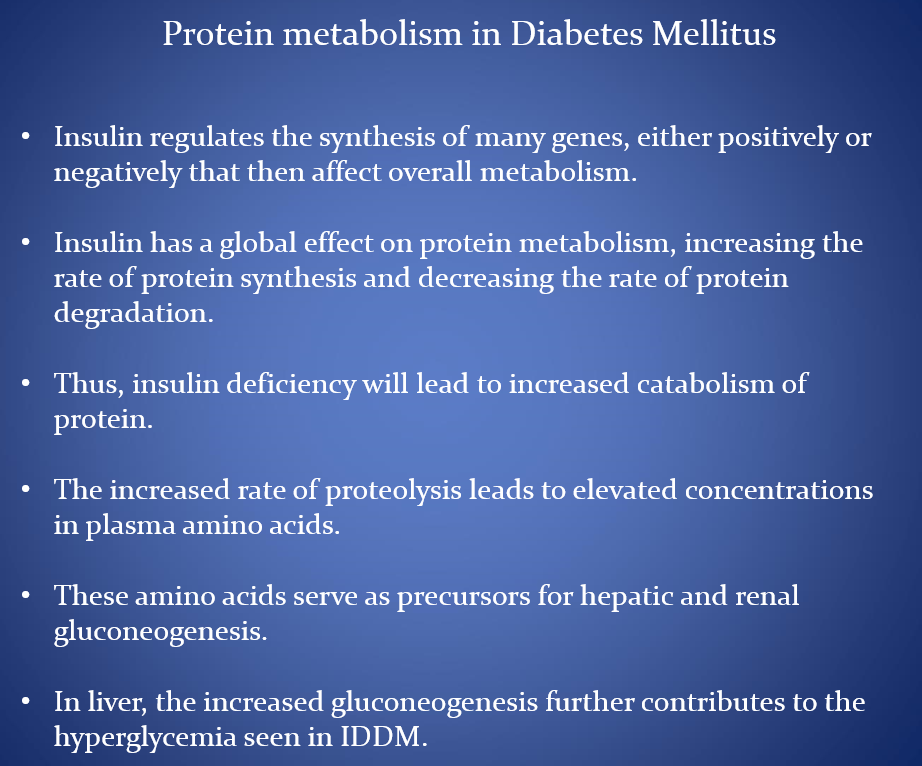 Protein metabolism in Diabetes Mellitus
• Insulin regulates the synthesis of many genes, either positively or
negatively that then affect overall metabolism.
• Insulin has a global effect on protein metabolism, increasing the
rate of protein synthesis and decreasing the rate of protein
degradation.
• Thus, insulin deficiency will lead to increased catabolism of
protein.
• The increased rate of proteolysis leads to elevated concentrations
in plasma amino acids.
• These amino acids serve as precursors for hepatic and renal
gluconeogenesis.
• In liver, the increased gluconeogenesis further contributes to the
hyperglycemia seen in IDDM.